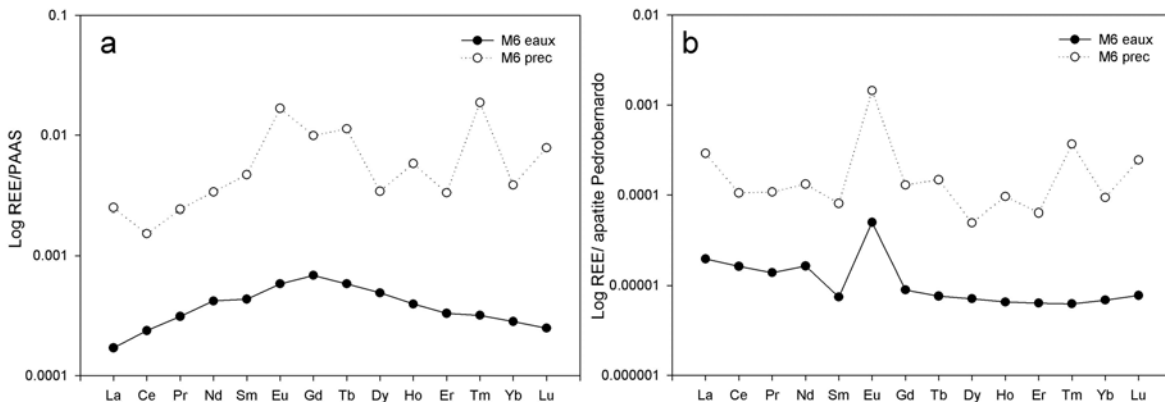 a
M6 eaux
M6 prec
Log REE/PAAS
0.1
0.01
0.001
0.0001
La Ce Pr Nd Sm Eu Gd Tb Dy Ho Er Tm Yb Lu
b
M6 eaux
M6 prec
Log REE/ apatite Pedrobernardo
0.01
0.001
0.0001
0.00001
0.000001
La Ce Pr Nd Sm Eu Gd Tb Dy Ho Er Tm Yb Lu